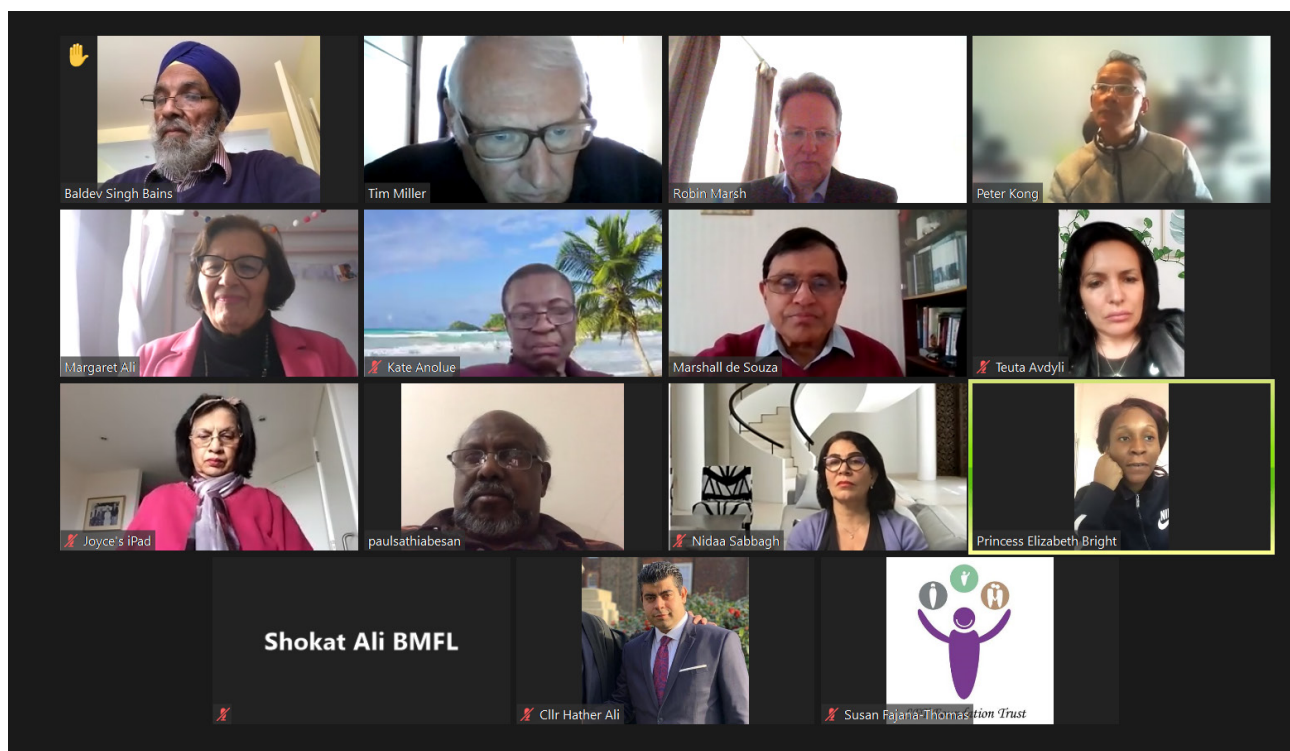 Baldev Singh Bains
Tim Miller
Robin Marsh
Peter Kong
Margaret Ali
Kate Anolue
Marshall de Souza
Teuta Avdyli
Joyce's iPad
paulsathiabesan
Nidaa Sabbagh
Princess Elizabeth Bright
Shokat Ali BMFL
Cllr Hather Ali
Susan Fajana-Thomas
Trust